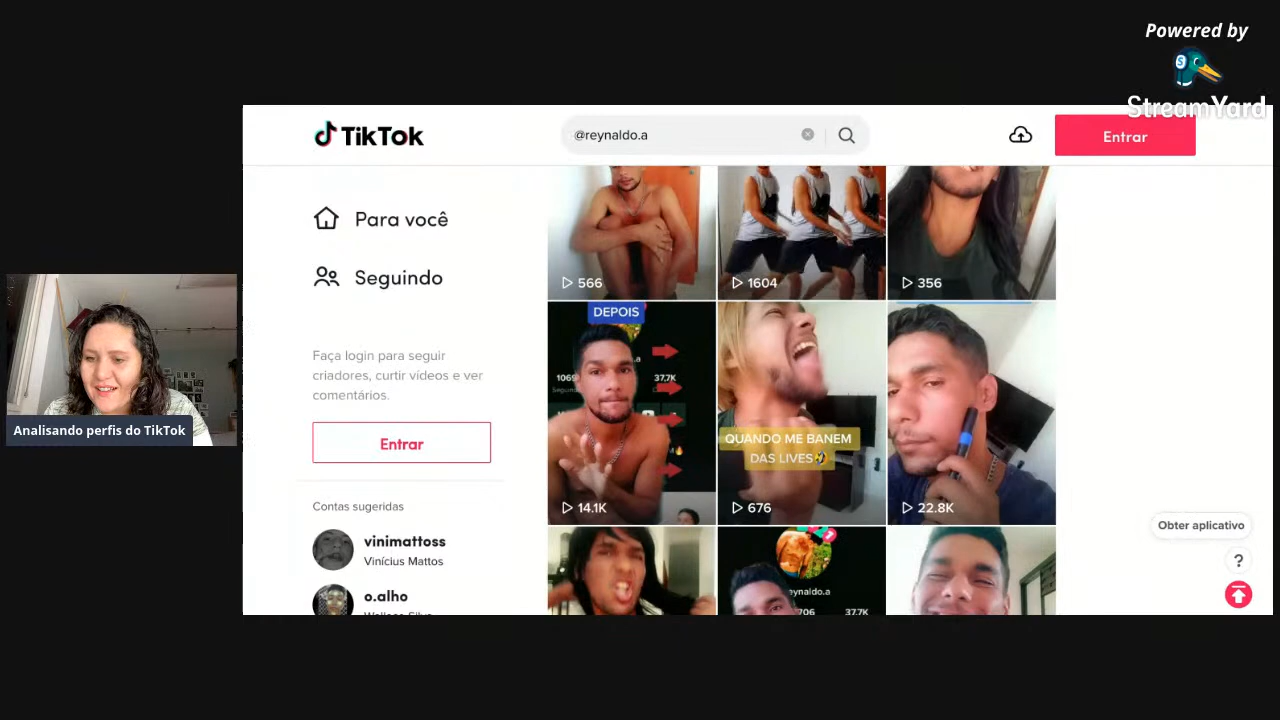 Powered by
StreamYard
TikTok
@reynaldo.a
Entrar
Para você
Seguindo
Faça login para seguir
criadores, curtir vídeos e ver
comentários.
Entrar
Contas sugeridas
vinimattoss
Vinícius Mattos
o.alho
566
1604
356
DEPOIS
.a
1069
37.7K
14.1K
QUANDO ME BANEM
DAS LIVES🤣
676
22.8K
reynaldo.a
706
37.7K
Obter aplicativo
?
Analisando perfis do TikTok